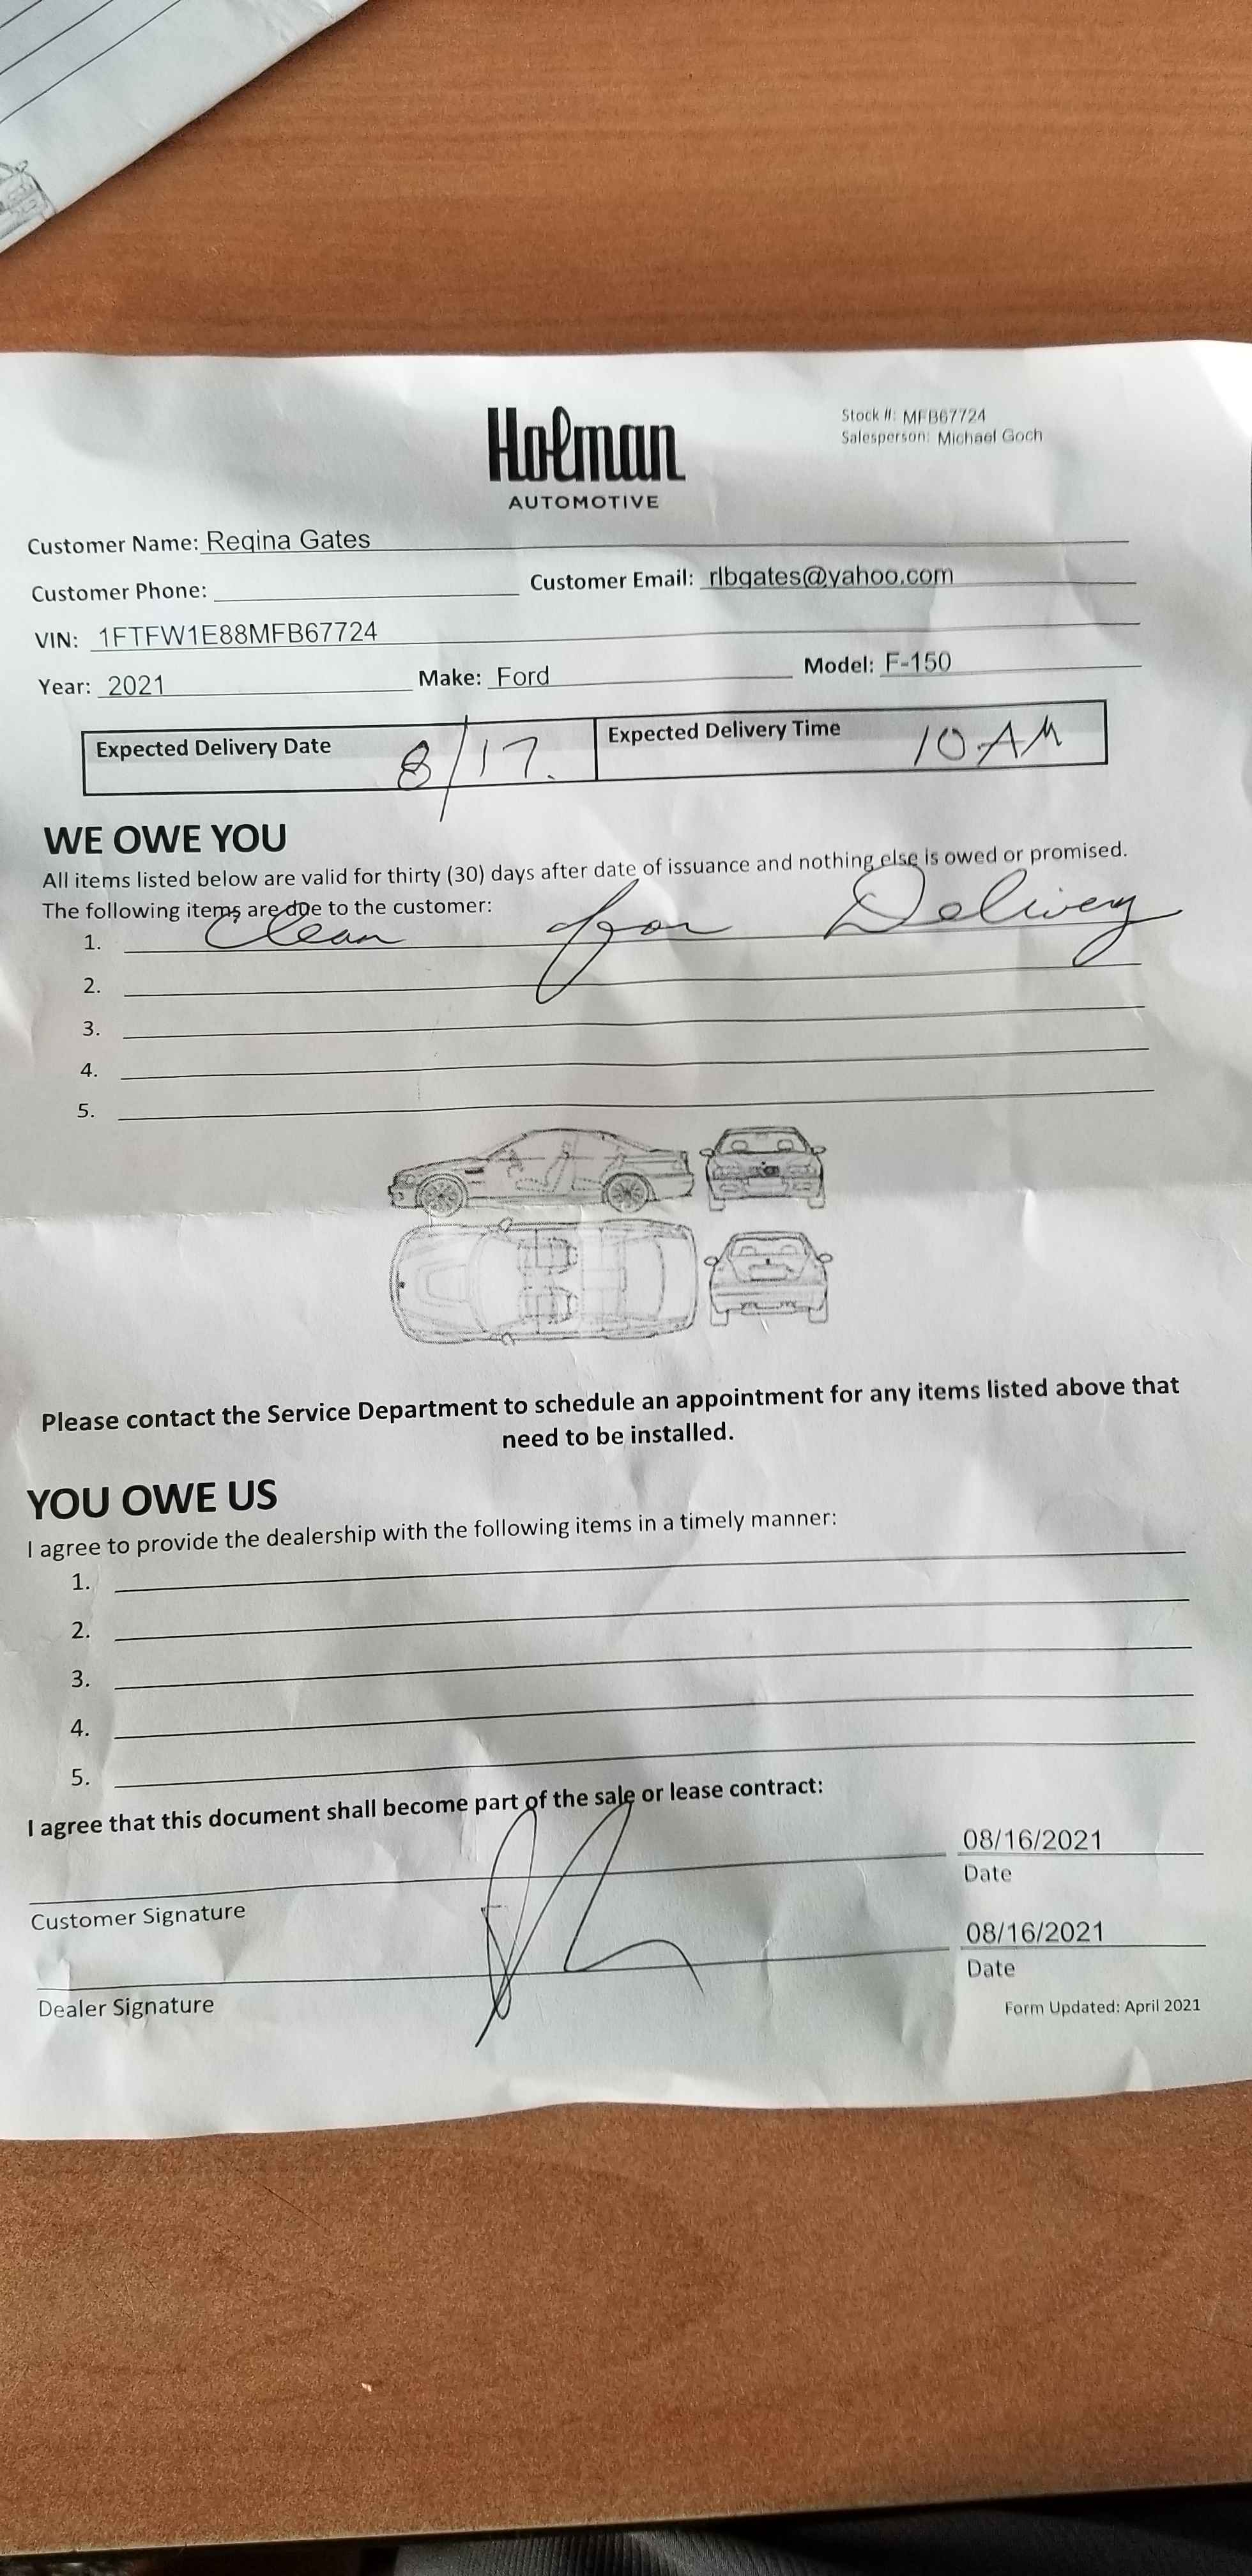 Holman
AUTOMOTIVE
Stock #: MFB67724
Salesperson: Michael Goch
Customer Name: Regina Gates
Customer Phone: Customer Email: rlbgates@yahoo.com
VIN: 1FTFW1E88MFB67724
Year: 2021 Make: Ford Model: F-150
Expected Delivery Date 8/17. Expected Delivery Time 10 AM
WE OWE YOU
All items listed below are valid for thirty (30) days after date of issuance and nothing else is owed or promised.
The following items are due to the customer:
1. Clean for Delivery
2.
3.
4.
5.
Please contact the Service Department to schedule an appointment for any items listed above that
need to be installed.
YOU OWE US
I agree to provide the dealership with the following items in a timely manner:
1.
2.
3.
4.
5.
I agree that this document shall become part of the sale or lease contract:
08/16/2021
Customer Signature Date
08/16/2021
Dealer Signature Date
Form Updated: April 2021